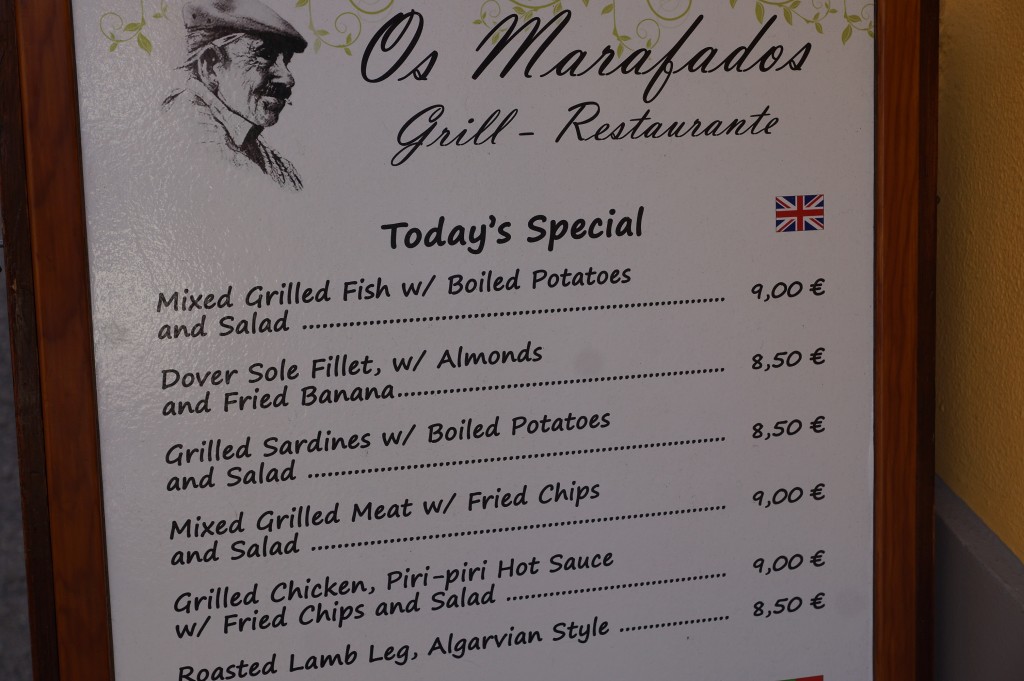 Os Marafados
Grill - Restaurante
Today's Special
Mixed Grilled Fish w/ Boiled Potatoes
and Salad ........................................ 9,00 €
Dover Sole Fillet, w/ Almonds
and Fried Banana........................................ 8,50 €
Grilled Sardines w/ Boiled Potatoes
and Salad ........................................ 8,50 €
Mixed Grilled Meat w/ Fried Chips
and Salad ........................................ 9,00 €
Grilled Chicken, Piri-piri Hot Sauce
w/ Fried Chips and Salad .............................. 9,00 €
Roasted Lamb Leg, Algarvian Style ................ 8,50 €